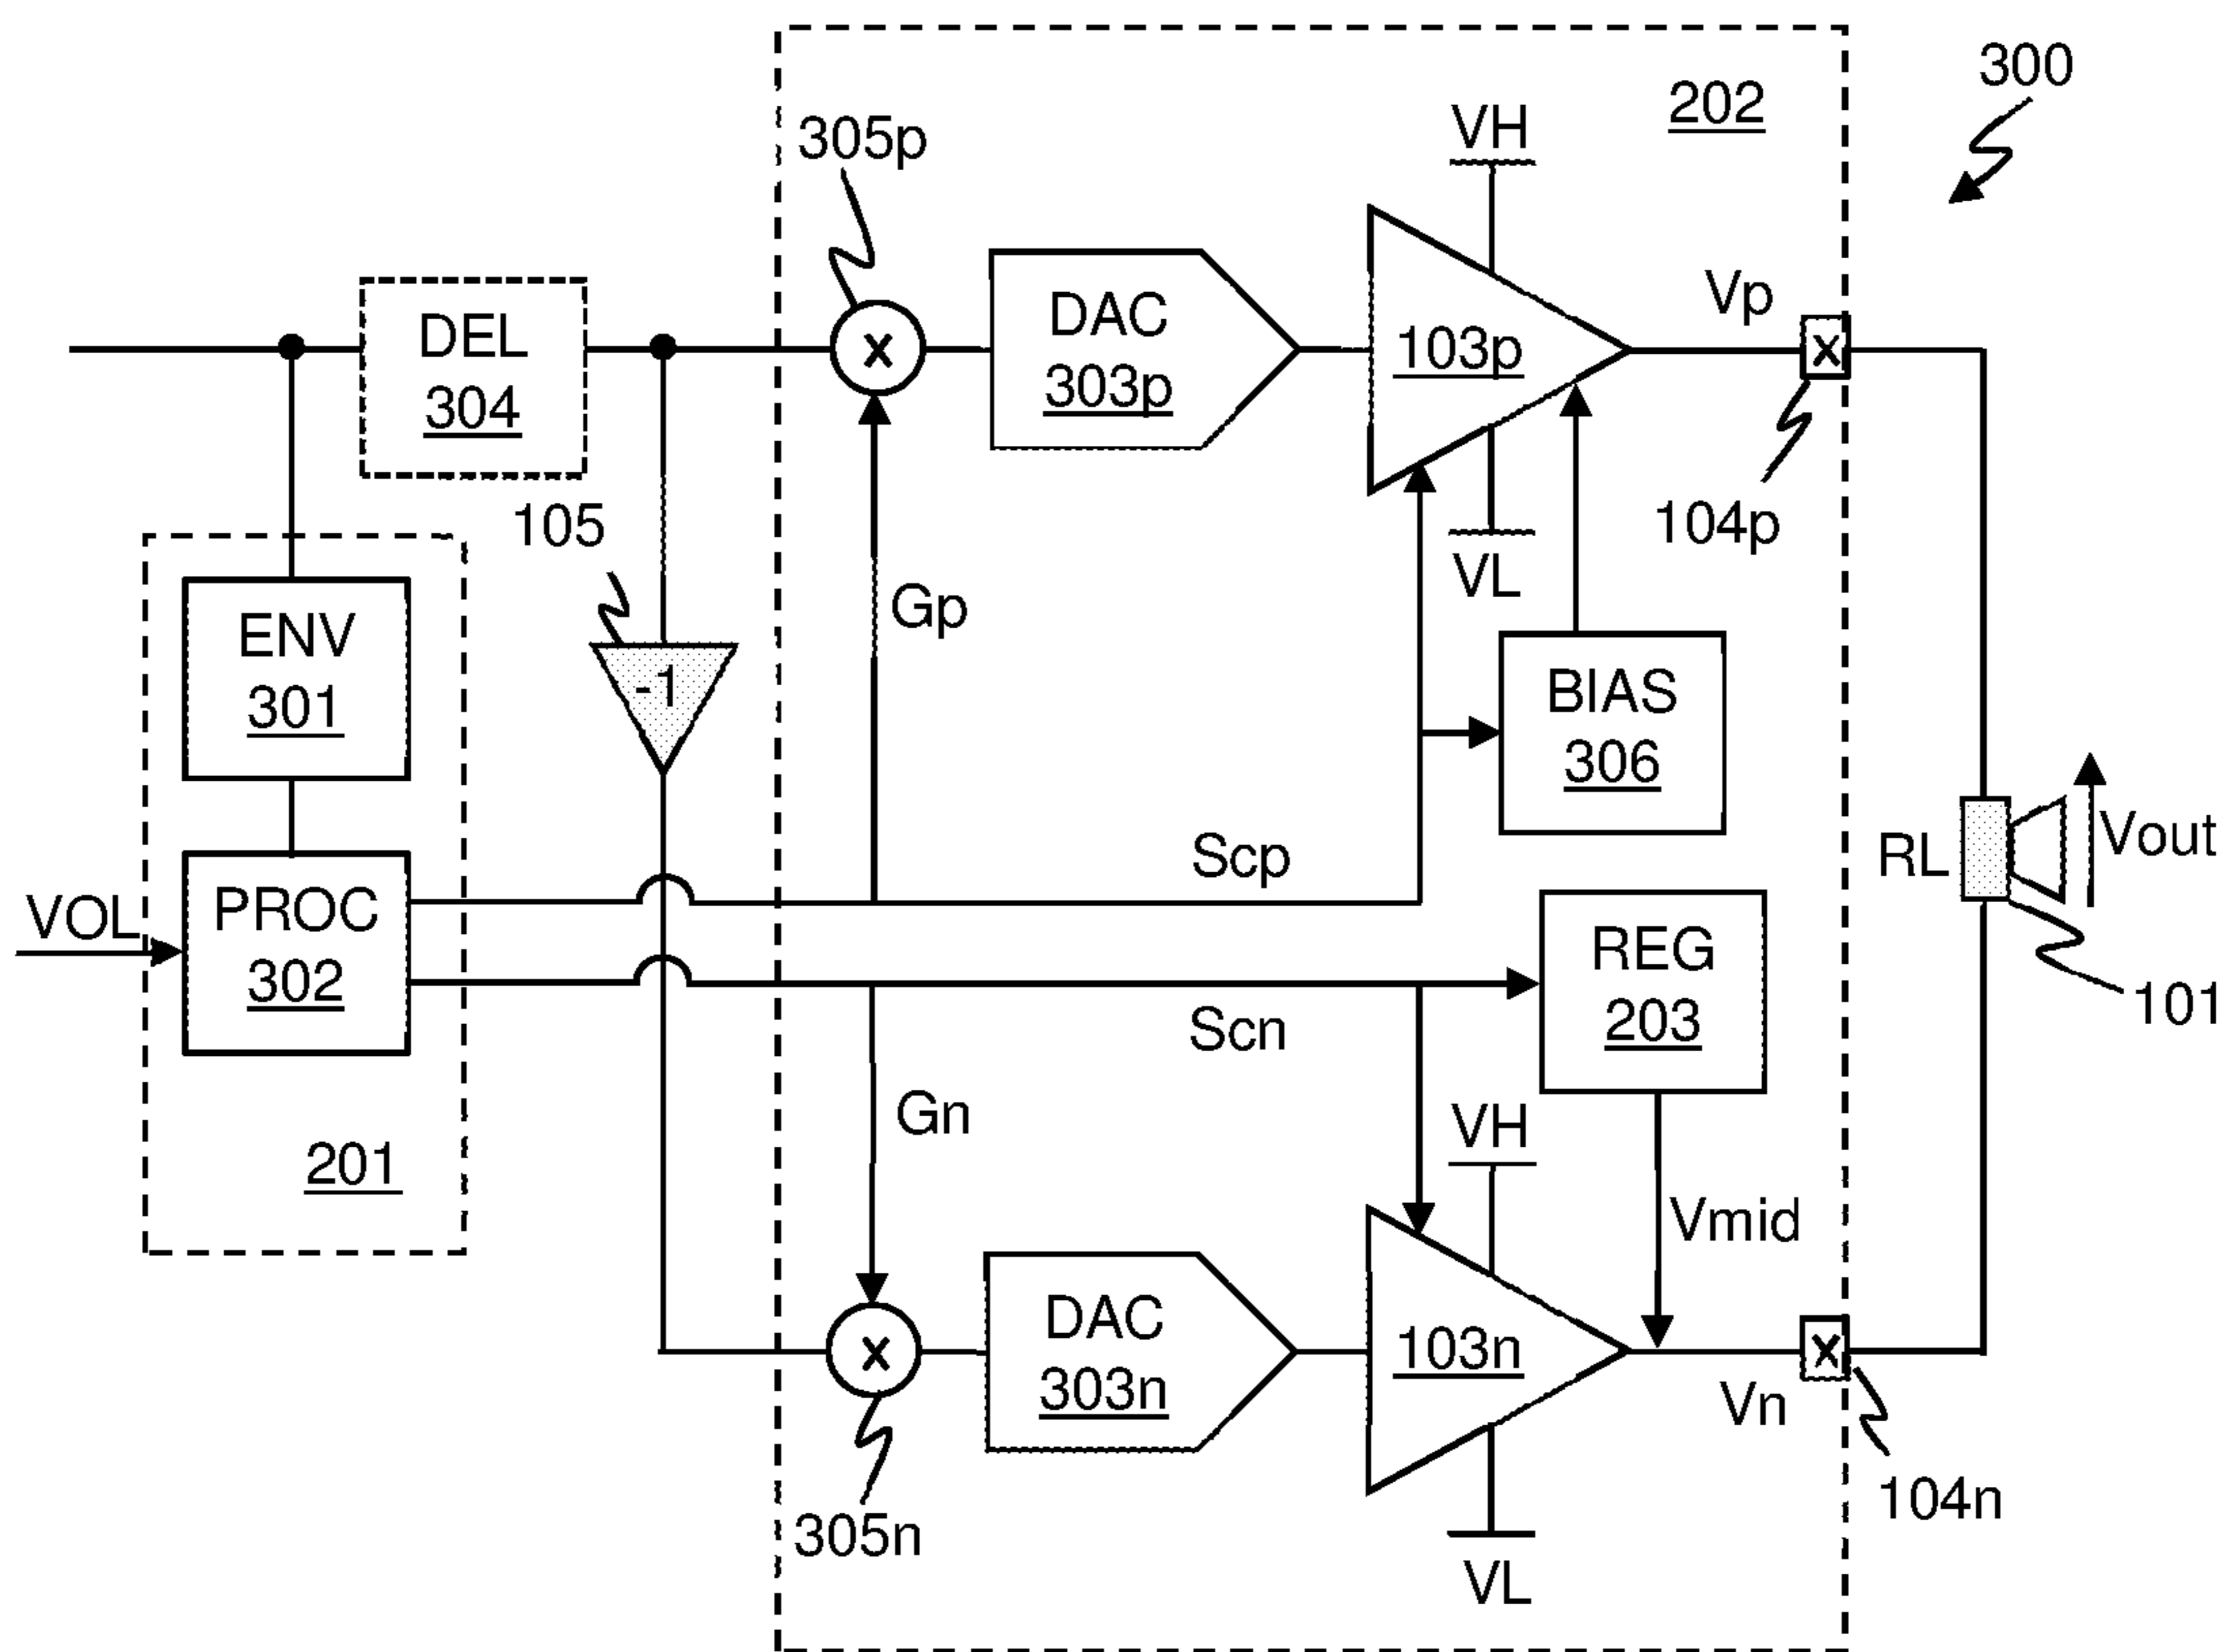 300
202
305p
VH
DEL
304
DAC
303p
103p
Vp
104p
VL
105
ENV
301
-1
Gp
BIAS
306
Scp
RL
Vout
VOL
PROC
302
REG
203
101
Scn
Gn
VH
201
Vmid
DAC
303n
103n
Vn
104n
305n
VL
x
x
x
x